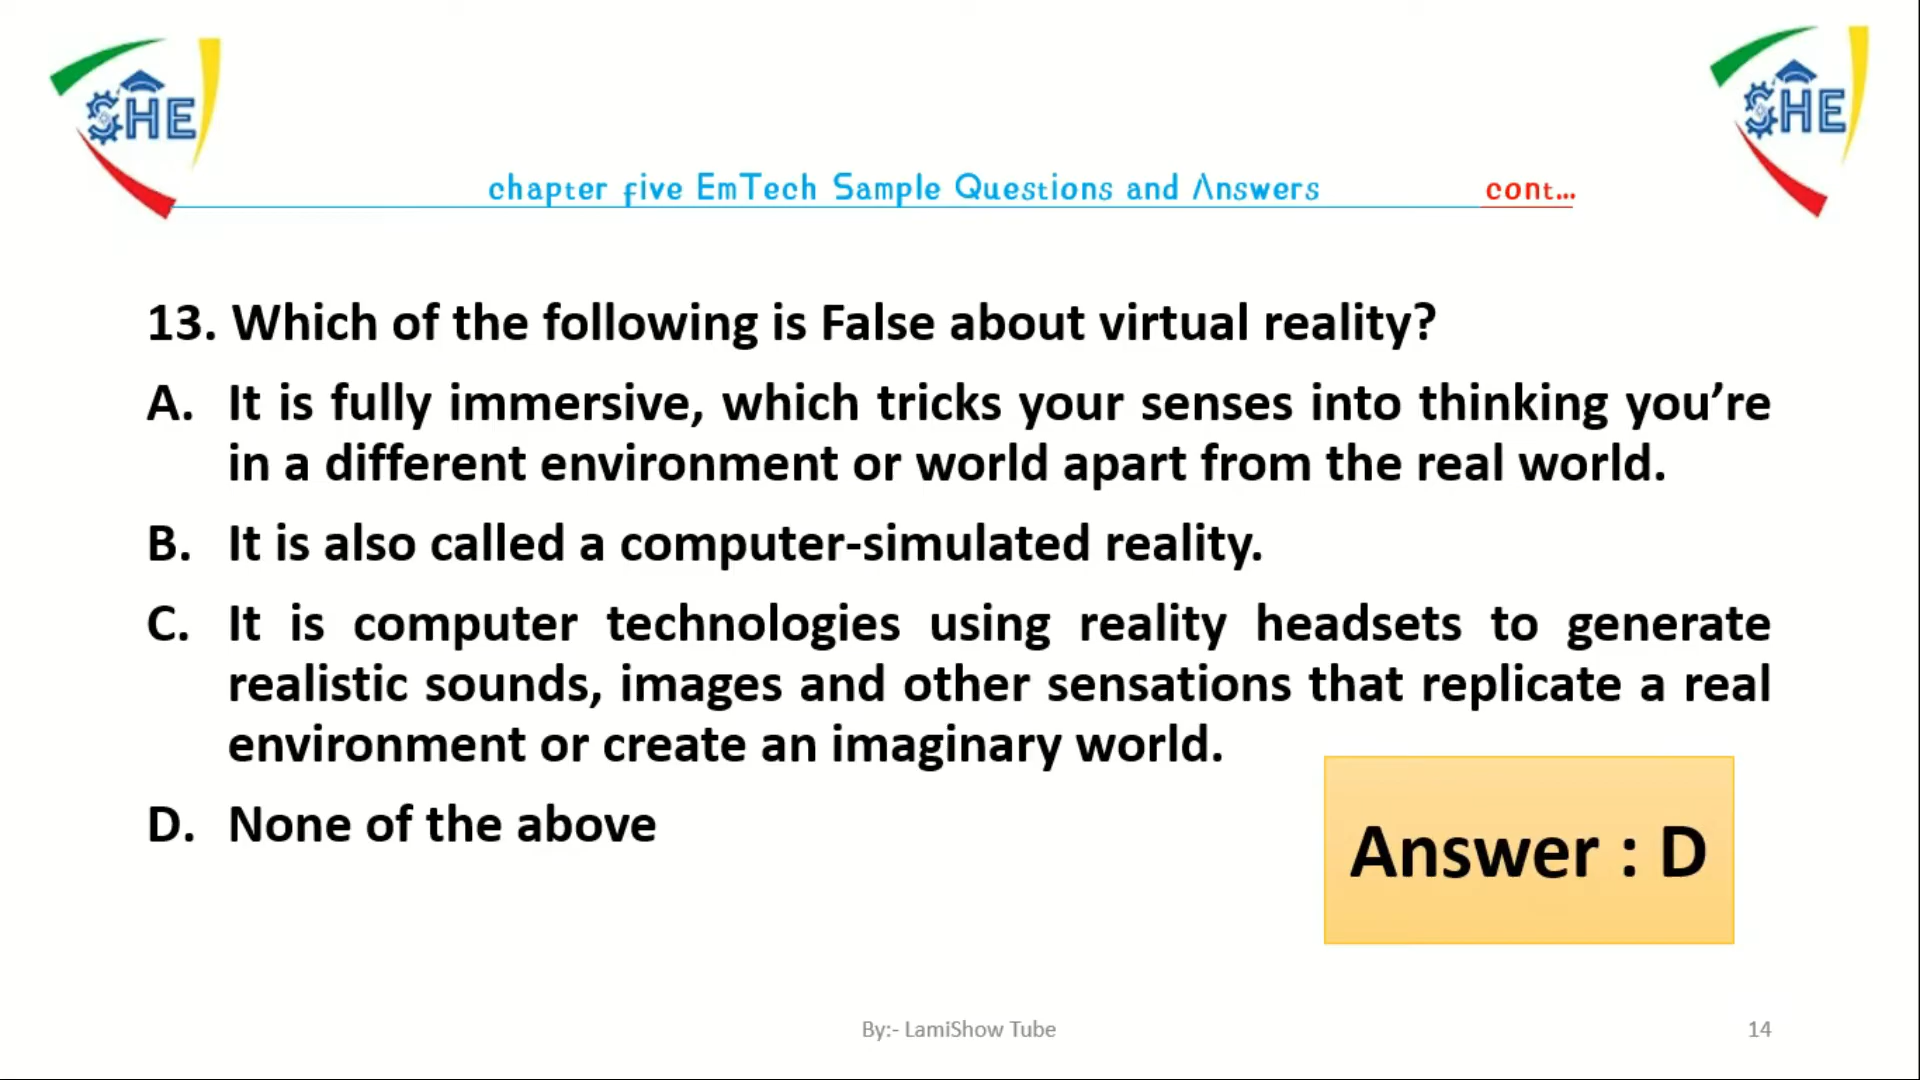 SHE
SHE
chapter five EmTech Sample Questions and Answers cont...
13. Which of the following is False about virtual reality?
A. It is fully immersive, which tricks your senses into thinking you’re
in a different environment or world apart from the real world.
B. It is also called a computer-simulated reality.
C. It is computer technologies using reality headsets to generate
realistic sounds, images and other sensations that replicate a real
environment or create an imaginary world.
D. None of the above
Answer : D
By:- LamiShow Tube
14